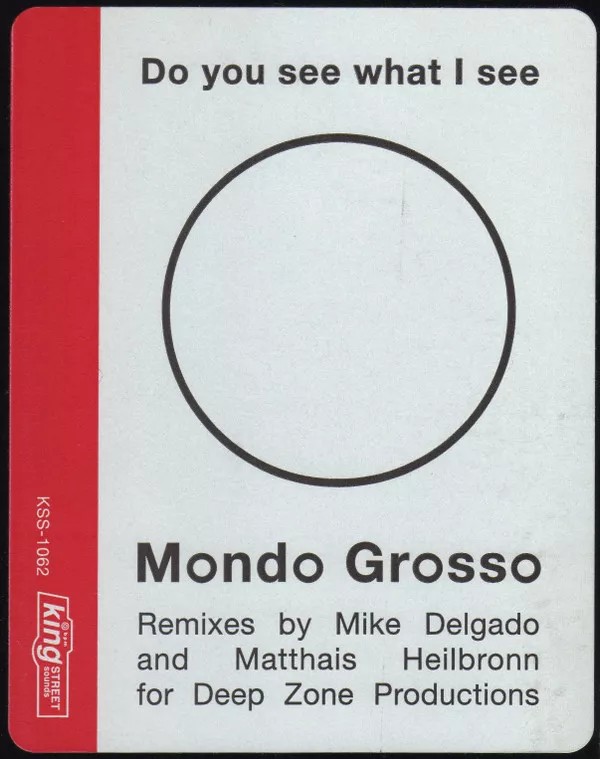 Do you see what I see
Mondo Grosso
Remixes by Mike Delgado
and Matthais Heilbronn
for Deep Zone Productions
KSS-1062
bpm
king
STREET
sounds